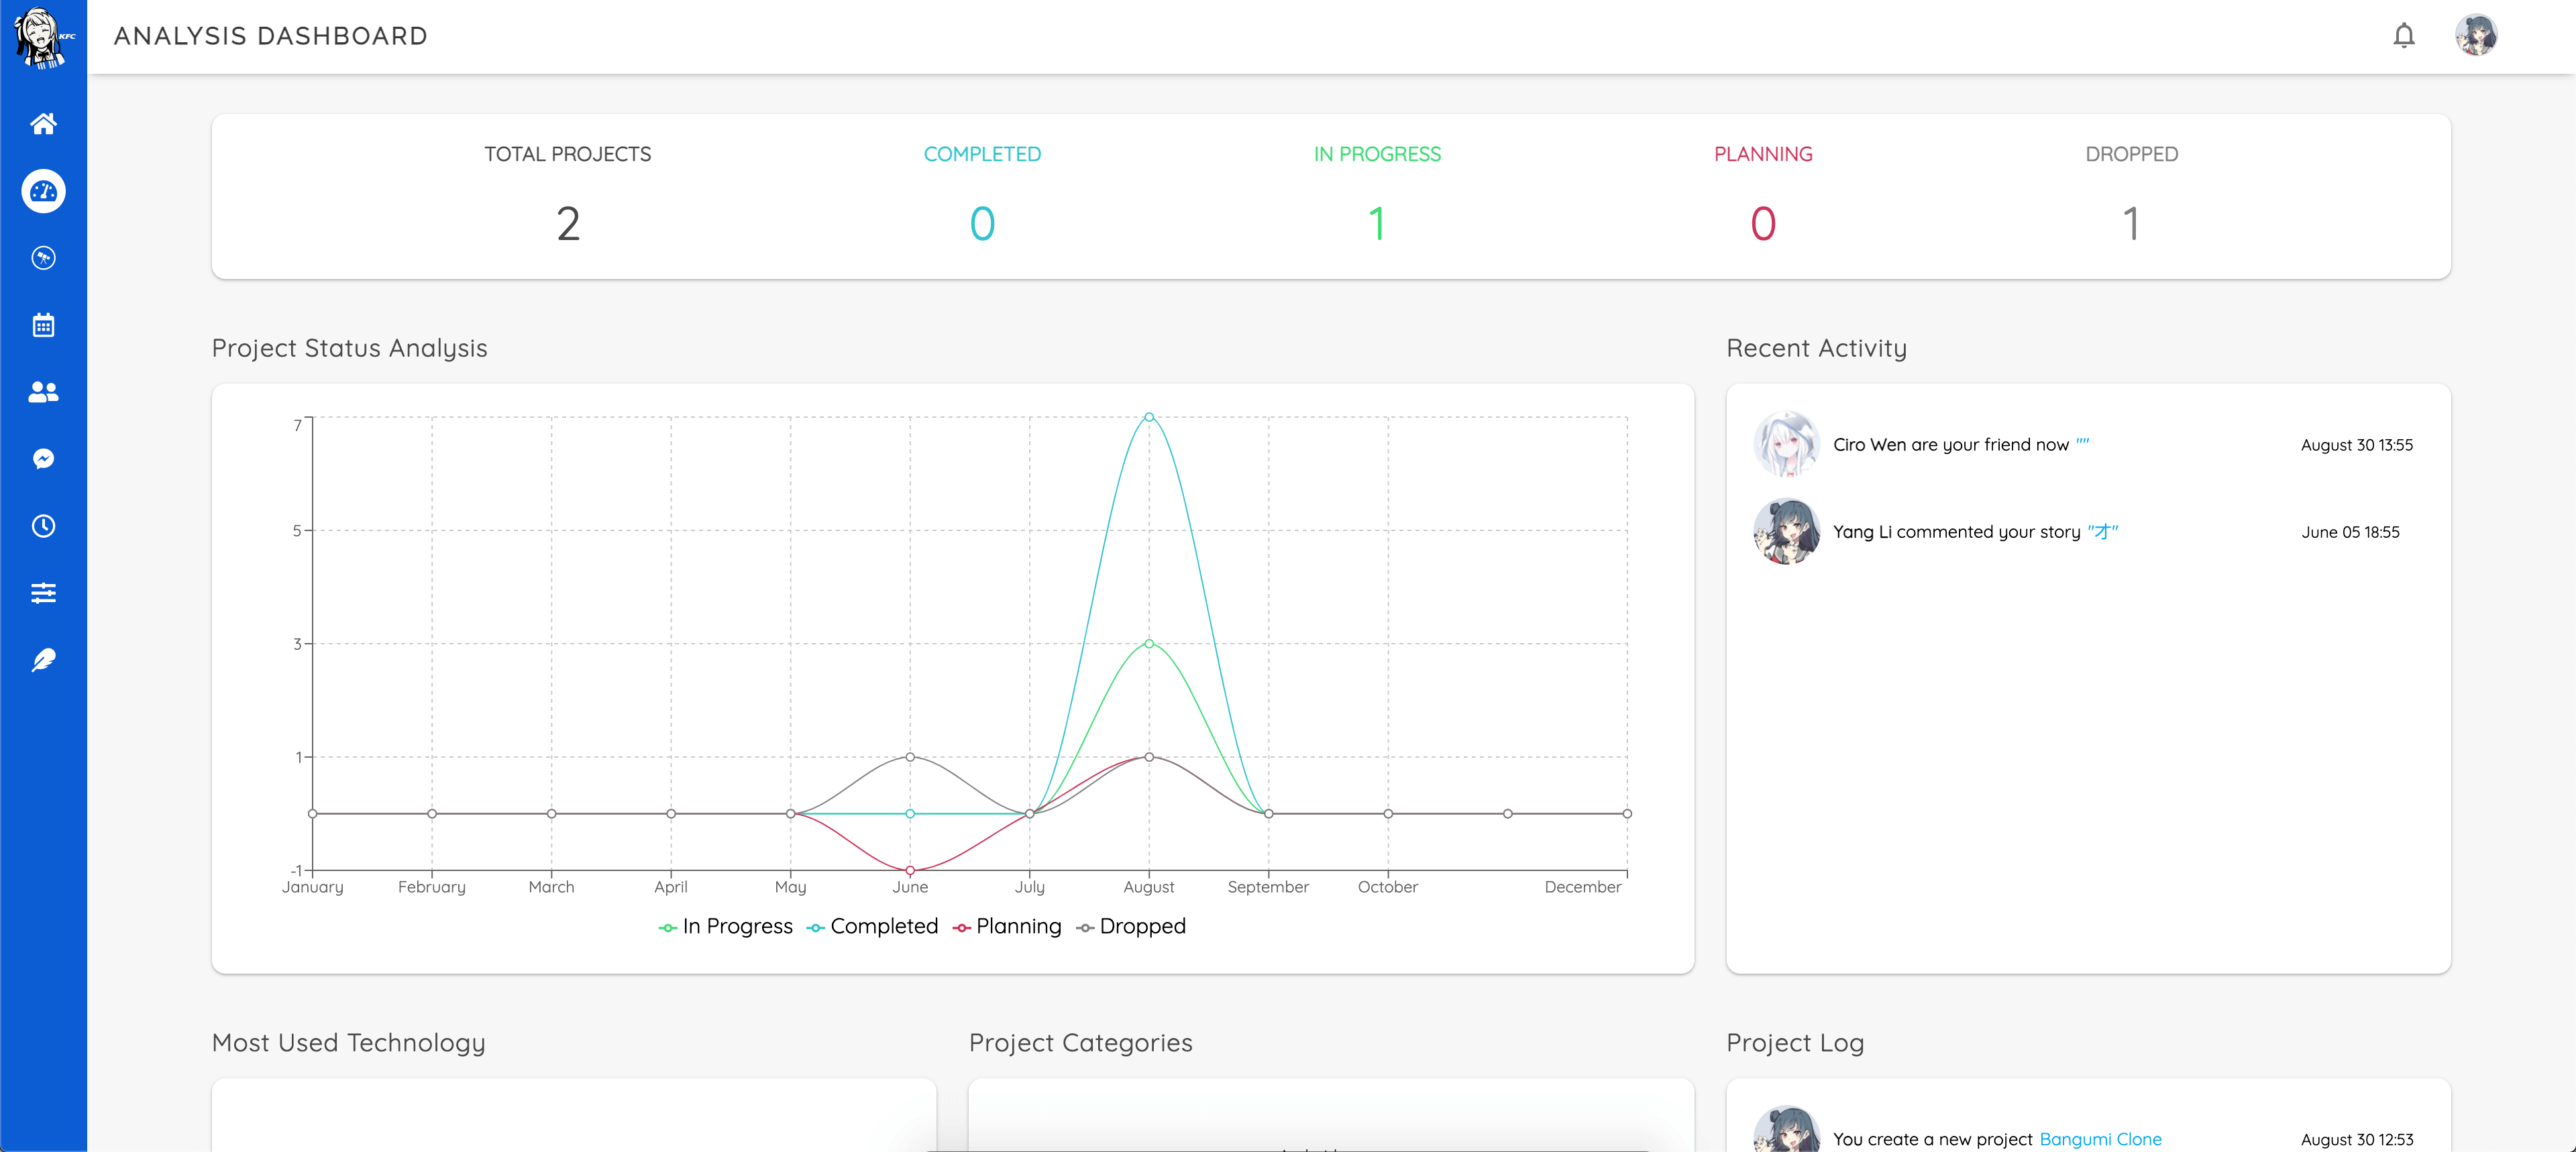 KFC
ANALYSIS DASHBOARD
TOTAL PROJECTS
COMPLETED
IN PROGRESS
PLANNING
DROPPED
2
0
1
0
1
Project Status Analysis
7
5
3
1
-1
January
February
March
April
May
June
July
August
September
October
December
In Progress
Completed
Planning
Dropped
Recent Activity
Ciro Wen are your friend now ""
August 30 13:55
Yang Li commented your story "才"
June 05 18:55
Most Used Technology
Project Categories
Project Log
You create a new project Bangumi Clone
August 30 12:53